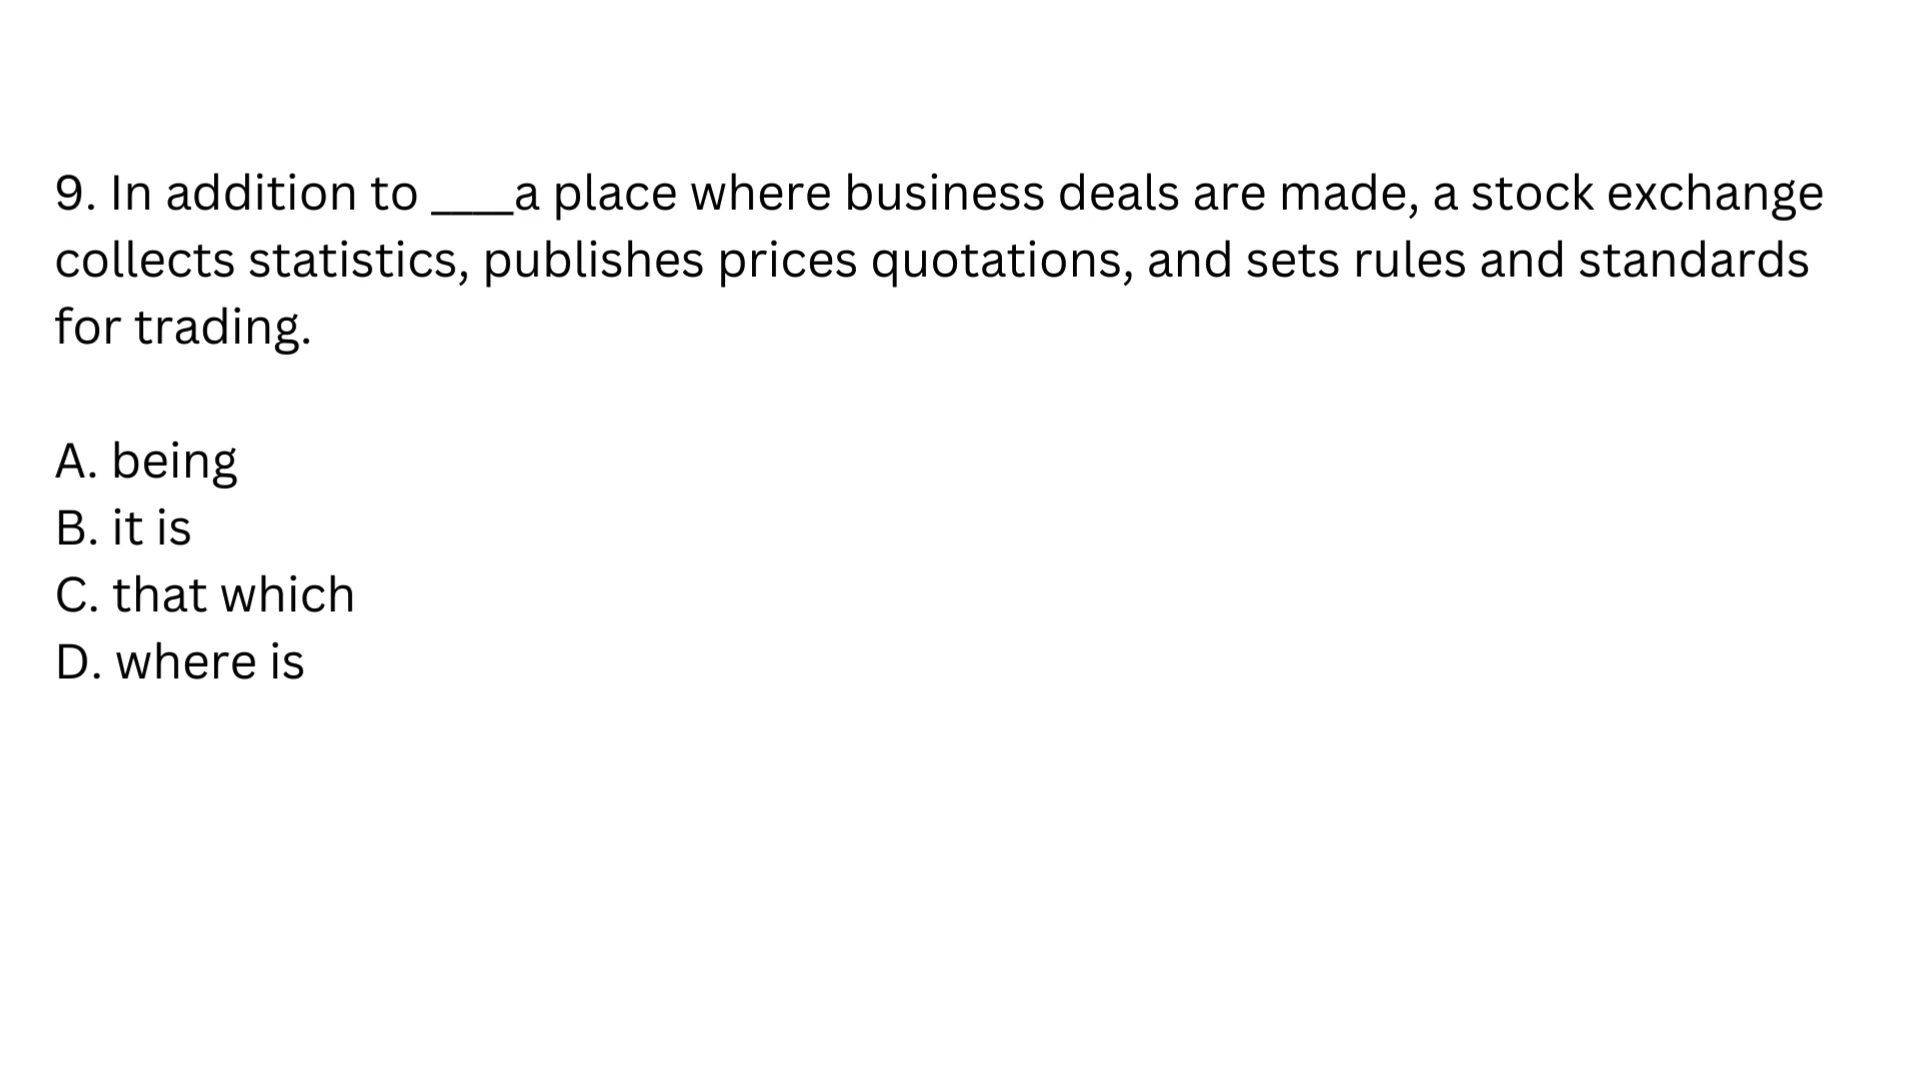 9. In addition to ____a place where business deals are made, a stock exchange
collects statistics, publishes prices quotations, and sets rules and standards
for trading.
A. being
B. it is
C. that which
D. where is